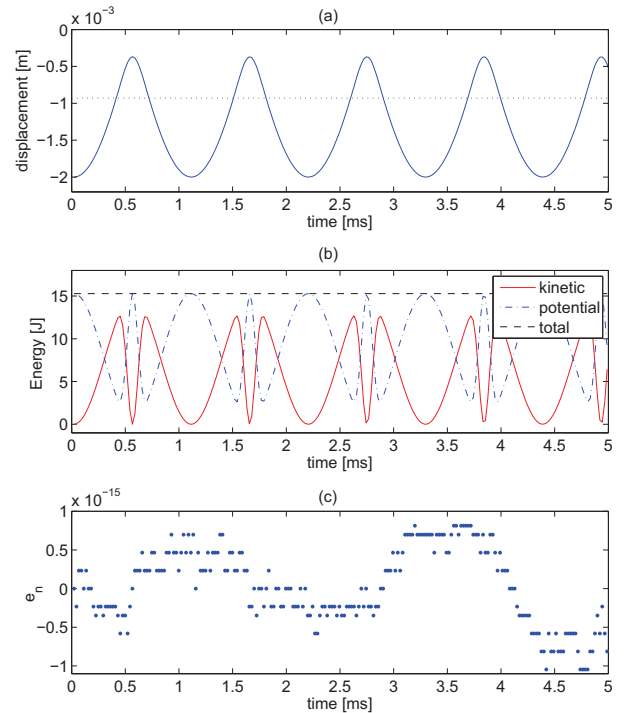 (a)
x 10⁻³
0
−0.5
−1
−1.5
−2
displacement [m]
0 0.5 1 1.5 2 2.5 3 3.5 4 4.5 5
time [ms]
(b)
15
10
5
0
Energy [J]
kinetic
potential
total
0 0.5 1 1.5 2 2.5 3 3.5 4 4.5 5
time [ms]
(c)
x 10⁻¹⁵
1
0.5
0
−0.5
−1
eₙ
0 0.5 1 1.5 2 2.5 3 3.5 4 4.5 5
time [ms]